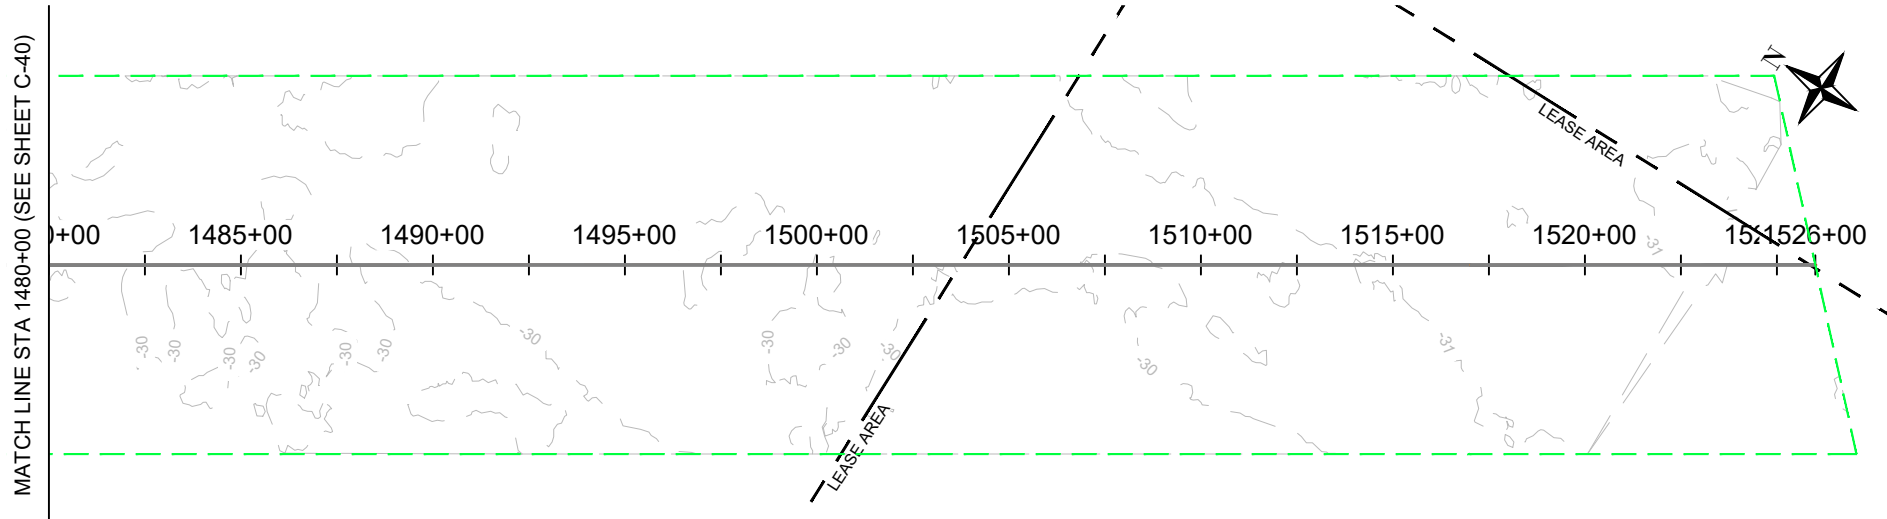 MATCH LINE STA 1480+00 (SEE SHEET C-40)
N
LEASE AREA
0+00 1485+00 1490+00 1495+00 1500+00 1505+00 1510+00 1515+00 1520+00 1526+00
-31
-30 -30 -30 -30 -30 -30 -30 -30 -30 -30 -30 -31
LEASE AREA